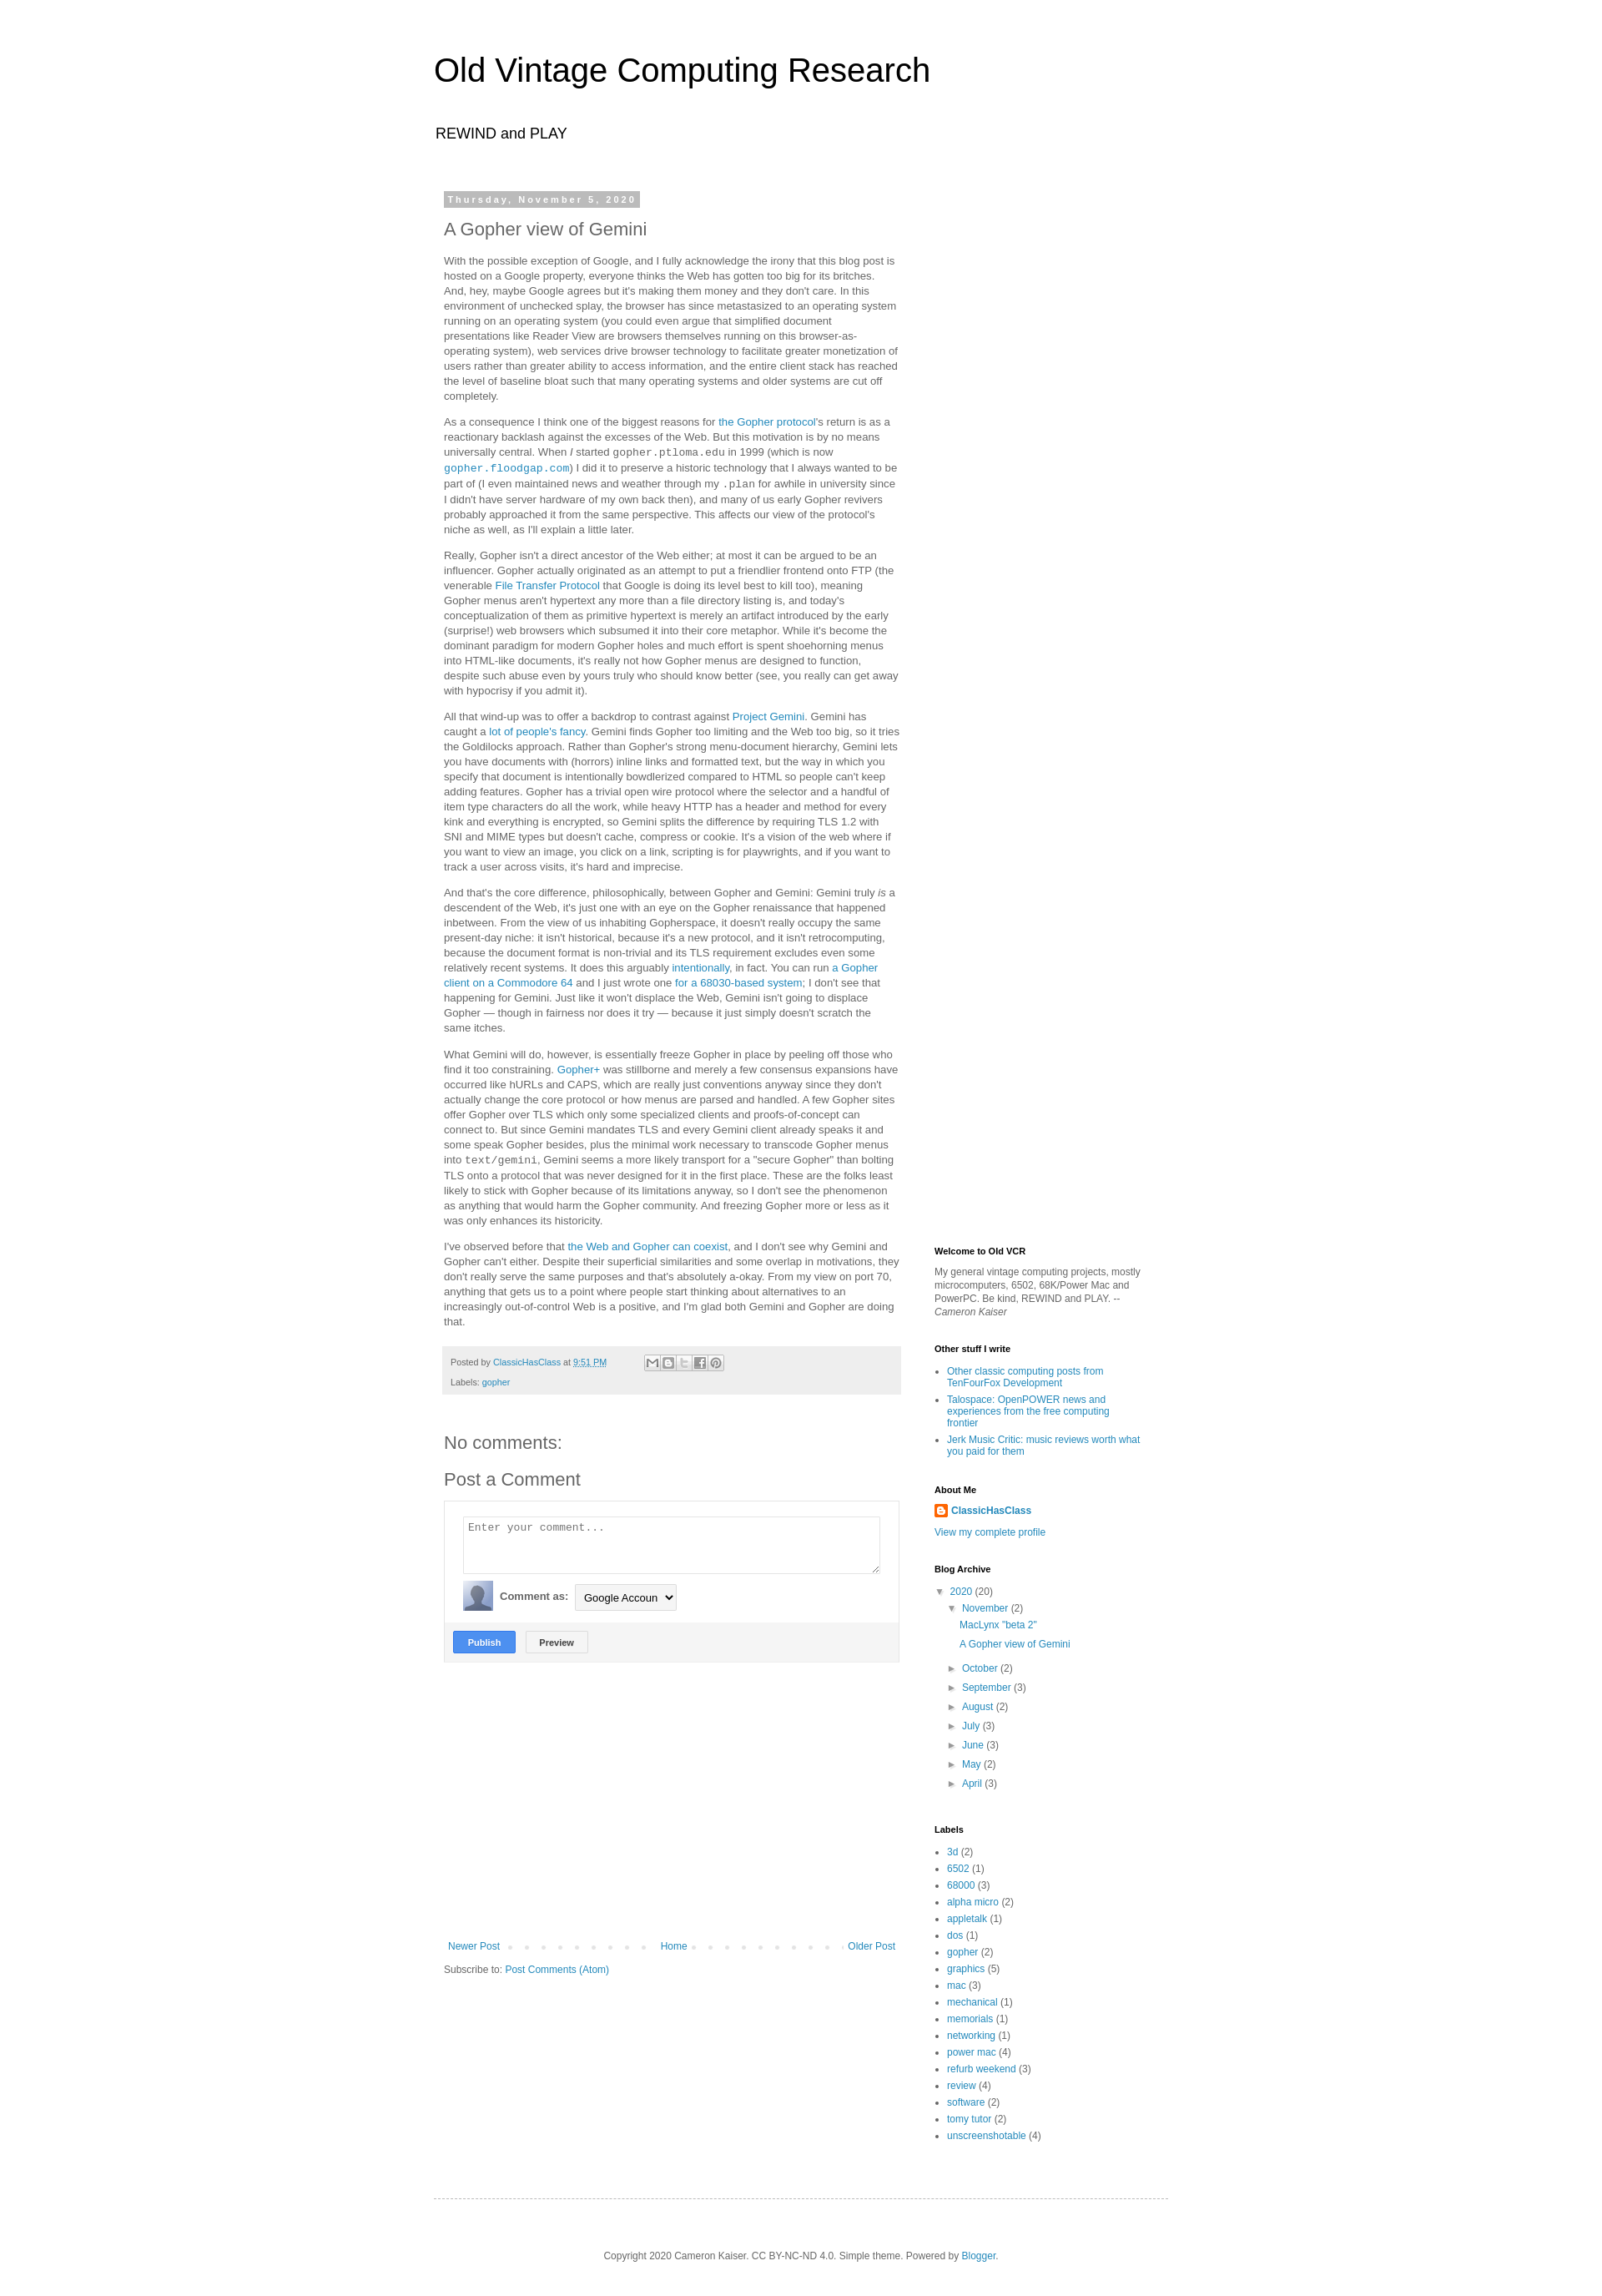 Old Vintage Computing Research
REWIND and PLAY
Thursday, November 5, 2020
A Gopher view of Gemini
With the possible exception of Google, and I fully acknowledge the irony that this blog post is
hosted on a Google property, everyone thinks the Web has gotten too big for its britches.
And, hey, maybe Google agrees but it's making them money and they don't care. In this
environment of unchecked splay, the browser has since metastasized to an operating system
running on an operating system (you could even argue that simplified document
presentations like Reader View are browsers themselves running on this browser-as-
operating system), web services drive browser technology to facilitate greater monetization of
users rather than greater ability to access information, and the entire client stack has reached
the level of baseline bloat such that many operating systems and older systems are cut off
completely.
As a consequence I think one of the biggest reasons for the Gopher protocol's return is as a
reactionary backlash against the excesses of the Web. But this motivation is by no means
universally central. When I started gopher.ptloma.edu in 1999 (which is now
gopher.floodgap.com) I did it to preserve a historic technology that I always wanted to be
part of (I even maintained news and weather through my .plan for awhile in university since
I didn't have server hardware of my own back then), and many of us early Gopher revivers
probably approached it from the same perspective. This affects our view of the protocol's
niche as well, as I'll explain a little later.
Really, Gopher isn't a direct ancestor of the Web either; at most it can be argued to be an
influencer. Gopher actually originated as an attempt to put a friendlier frontend onto FTP (the
venerable File Transfer Protocol that Google is doing its level best to kill too), meaning
Gopher menus aren't hypertext any more than a file directory listing is, and today's
conceptualization of them as primitive hypertext is merely an artifact introduced by the early
(surprise!) web browsers which subsumed it into their core metaphor. While it's become the
dominant paradigm for modern Gopher holes and much effort is spent shoehorning menus
into HTML-like documents, it's really not how Gopher menus are designed to function,
despite such abuse even by yours truly who should know better (see, you really can get away
with hypocrisy if you admit it).
All that wind-up was to offer a backdrop to contrast against Project Gemini. Gemini has
caught a lot of people's fancy. Gemini finds Gopher too limiting and the Web too big, so it tries
the Goldilocks approach. Rather than Gopher's strong menu-document hierarchy, Gemini lets
you have documents with (horrors) inline links and formatted text, but the way in which you
specify that document is intentionally bowdlerized compared to HTML so people can't keep
adding features. Gopher has a trivial open wire protocol where the selector and a handful of
item type characters do all the work, while heavy HTTP has a header and method for every
kink and everything is encrypted, so Gemini splits the difference by requiring TLS 1.2 with
SNI and MIME types but doesn't cache, compress or cookie. It's a vision of the web where if
you want to view an image, you click on a link, scripting is for playwrights, and if you want to
track a user across visits, it's hard and imprecise.
And that's the core difference, philosophically, between Gopher and Gemini: Gemini truly is a
descendent of the Web, it's just one with an eye on the Gopher renaissance that happened
inbetween. From the view of us inhabiting Gopherspace, it doesn't really occupy the same
present-day niche: it isn't historical, because it's a new protocol, and it isn't retrocomputing,
because the document format is non-trivial and its TLS requirement excludes even some
relatively recent systems. It does this arguably intentionally, in fact. You can run a Gopher
client on a Commodore 64 and I just wrote one for a 68030-based system; I don't see that
happening for Gemini. Just like it won't displace the Web, Gemini isn't going to displace
Gopher — though in fairness nor does it try — because it just simply doesn't scratch the
same itches.
What Gemini will do, however, is essentially freeze Gopher in place by peeling off those who
find it too constraining. Gopher+ was stillborne and merely a few consensus expansions have
occurred like hURLs and CAPS, which are really just conventions anyway since they don't
actually change the core protocol or how menus are parsed and handled. A few Gopher sites
offer Gopher over TLS which only some specialized clients and proofs-of-concept can
connect to. But since Gemini mandates TLS and every Gemini client already speaks it and
some speak Gopher besides, plus the minimal work necessary to transcode Gopher menus
into text/gemini, Gemini seems a more likely transport for a "secure Gopher" than bolting
TLS onto a protocol that was never designed for it in the first place. These are the folks least
likely to stick with Gopher because of its limitations anyway, so I don't see the phenomenon
as anything that would harm the Gopher community. And freezing Gopher more or less as it
was only enhances its historicity.
I've observed before that the Web and Gopher can coexist, and I don't see why Gemini and
Gopher can't either. Despite their superficial similarities and some overlap in motivations, they
don't really serve the same purposes and that's absolutely a-okay. From my view on port 70,
anything that gets us to a point where people start thinking about alternatives to an
increasingly out-of-control Web is a positive, and I'm glad both Gemini and Gopher are doing
that.
Posted by ClassicHasClass at 9:51 PM
Labels: gopher
No comments:
Post a Comment
Enter your comment...
Comment as: Google Accoun
Publish Preview
Newer Post Home Older Post
Subscribe to: Post Comments (Atom)
Welcome to Old VCR
My general vintage computing projects, mostly
microcomputers, 6502, 68K/Power Mac and
PowerPC. Be kind, REWIND and PLAY. --
Cameron Kaiser
Other stuff I write
Other classic computing posts from
TenFourFox Development
Talospace: OpenPOWER news and
experiences from the free computing
frontier
Jerk Music Critic: music reviews worth what
you paid for them
About Me
ClassicHasClass
View my complete profile
Blog Archive
▼ 2020 (20)
▼ November (2)
MacLynx "beta 2"
A Gopher view of Gemini
► October (2)
► September (3)
► August (2)
► July (3)
► June (3)
► May (2)
► April (3)
Labels
3d (2)
6502 (1)
68000 (3)
alpha micro (2)
appletalk (1)
dos (1)
gopher (2)
graphics (5)
mac (3)
mechanical (1)
memorials (1)
networking (1)
power mac (4)
refurb weekend (3)
review (4)
software (2)
tomy tutor (2)
unscreenshotable (4)
Copyright 2020 Cameron Kaiser. CC BY-NC-ND 4.0. Simple theme. Powered by Blogger.